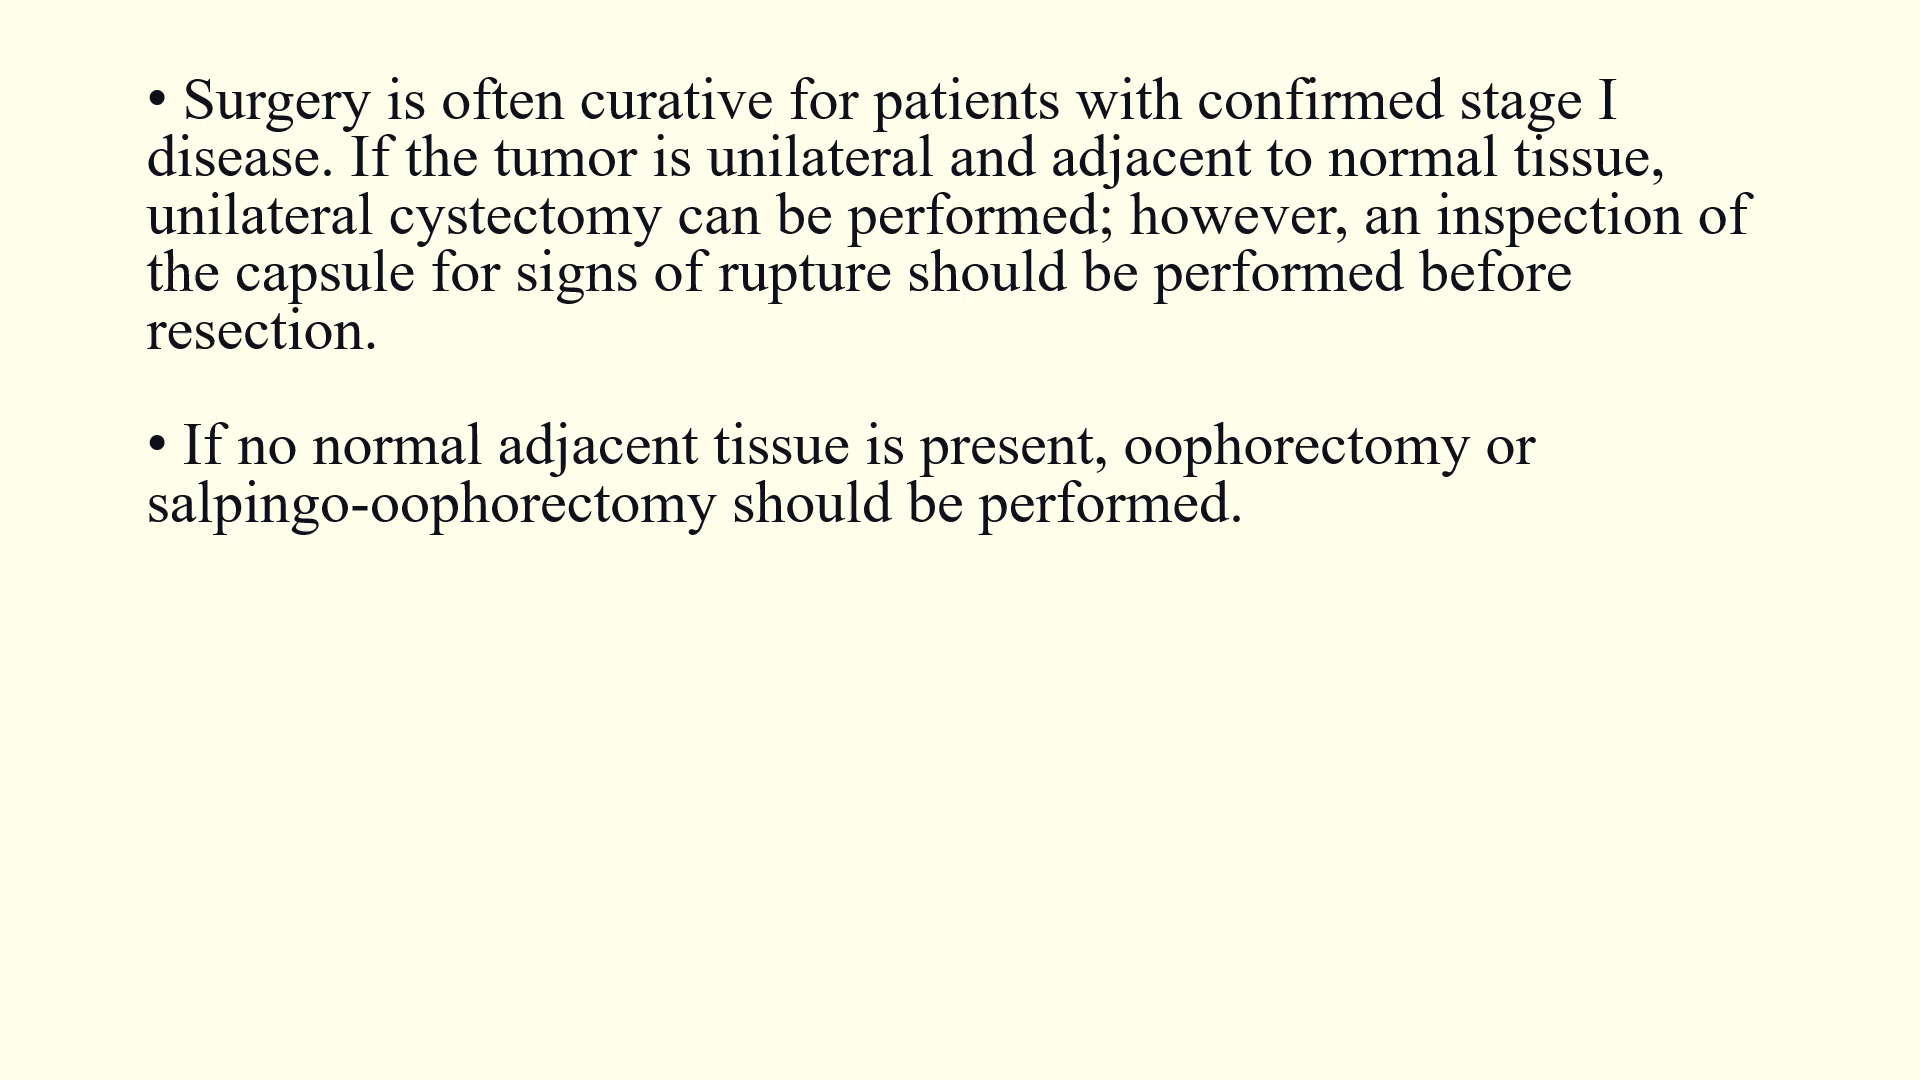 • Surgery is often curative for patients with confirmed stage I
disease. If the tumor is unilateral and adjacent to normal tissue,
unilateral cystectomy can be performed; however, an inspection of
the capsule for signs of rupture should be performed before
resection.
• If no normal adjacent tissue is present, oophorectomy or
salpingo-oophorectomy should be performed.